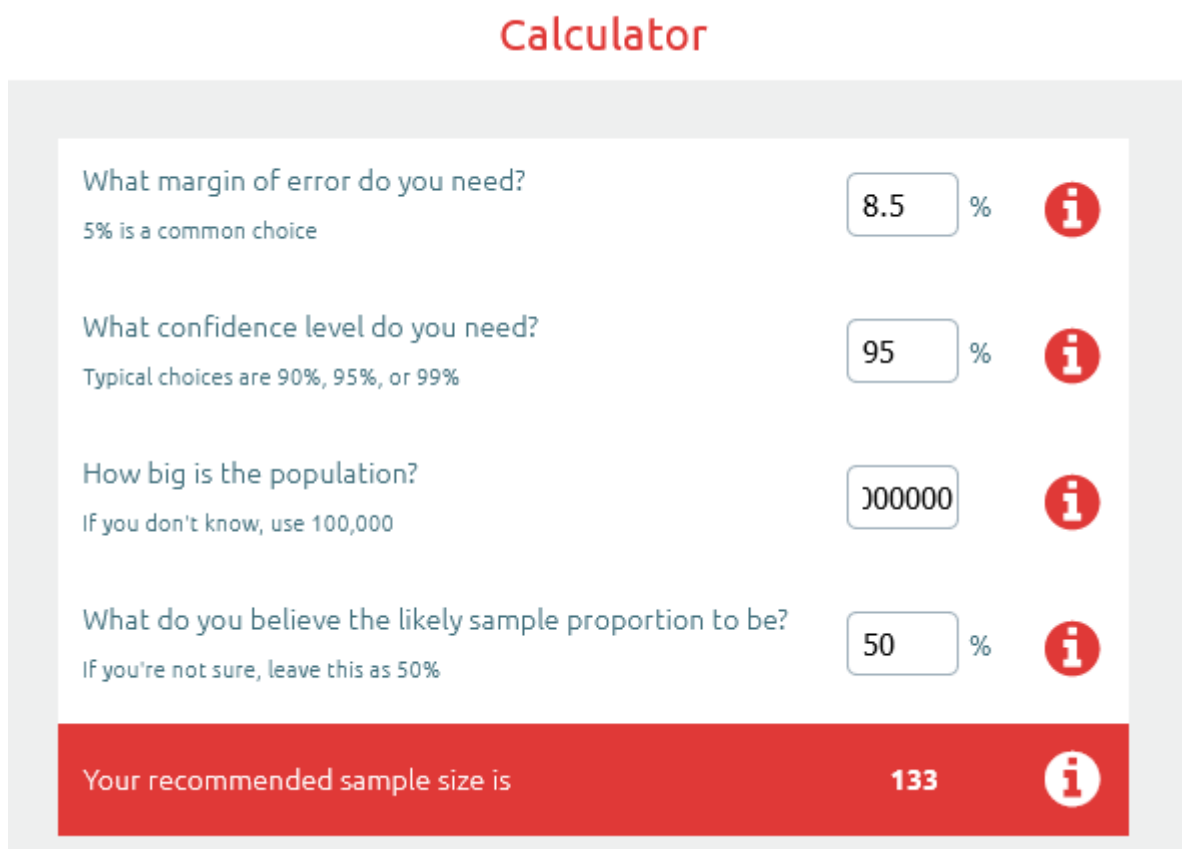 Calculator
What margin of error do you need?
8.5 %
5% is a common choice
What confidence level do you need?
95 %
Typical choices are 90%, 95%, or 99%
How big is the population?
000000
If you don't know, use 100,000
What do you believe the likely sample proportion to be?
50 %
If you're not sure, leave this as 50%
Your recommended sample size is 133